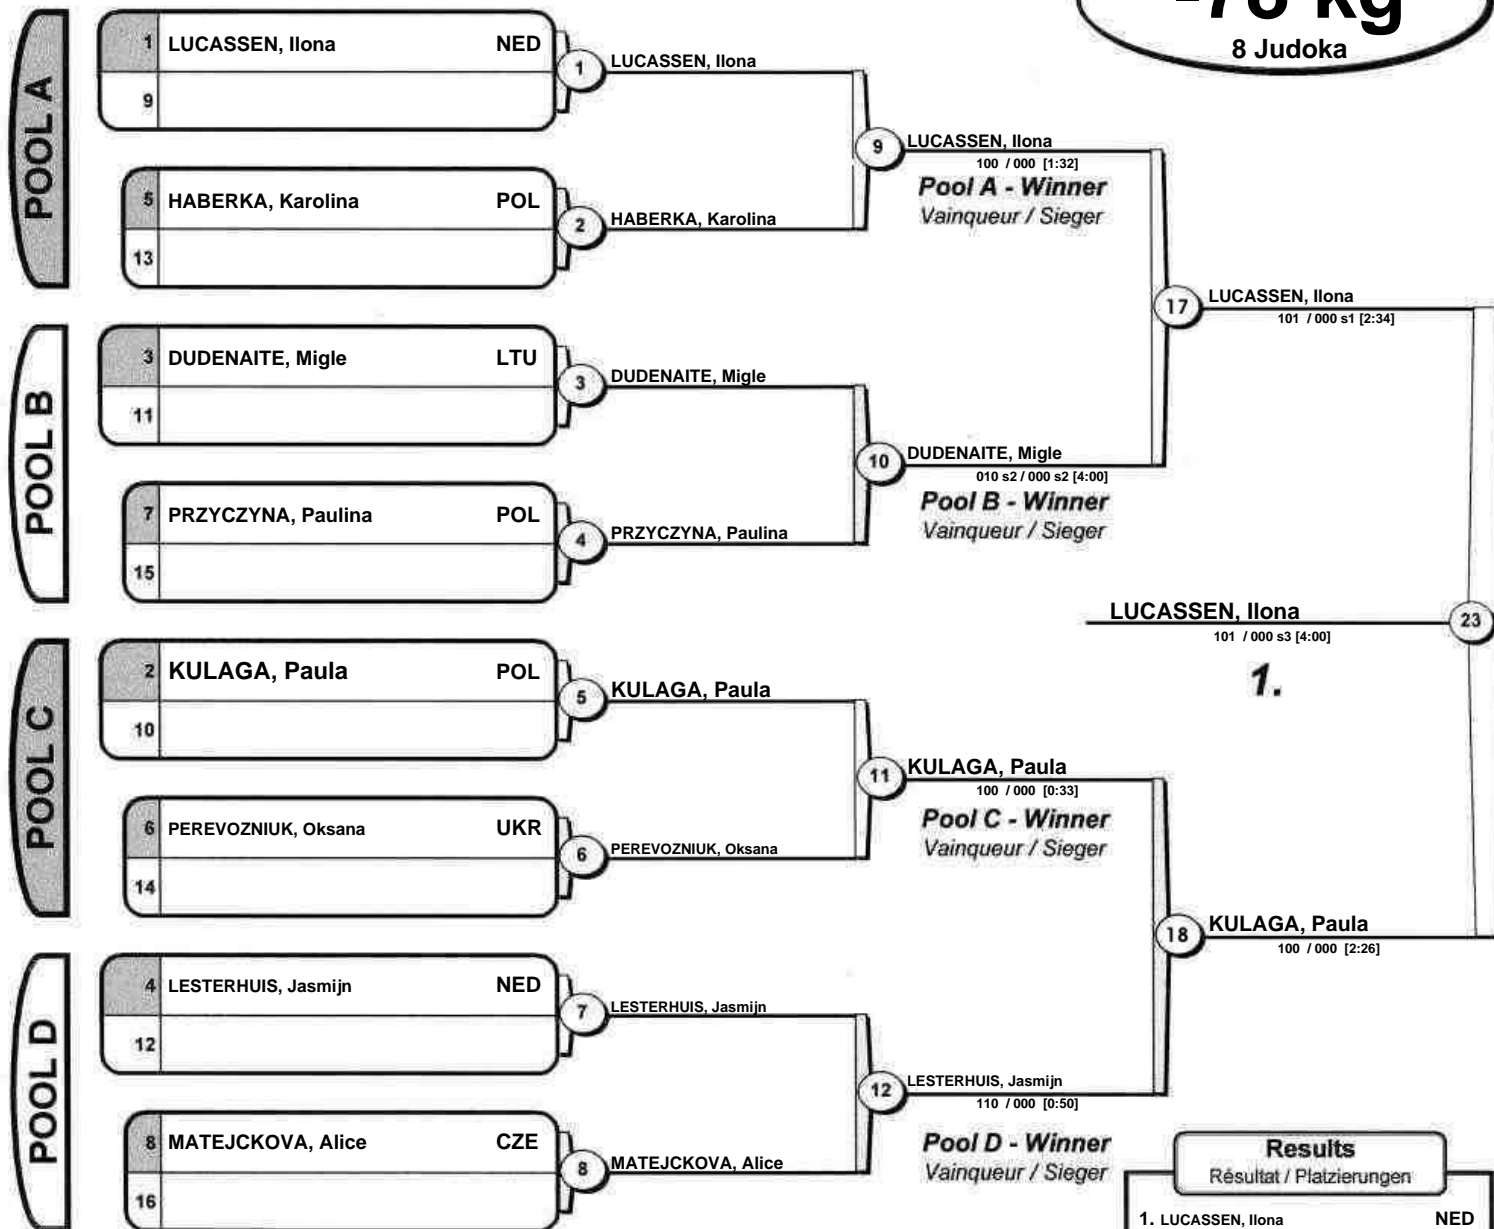 -78 kg
8 Judoka
POOL A
1 LUCASSEN, Ilona NED
9
1 LUCASSEN, Ilona
5 HABERKA, Karolina POL
13
2 HABERKA, Karolina
9 LUCASSEN, Ilona
100 / 000 [1:32]
Pool A - Winner
Vainqueur / Sieger
POOL B
3 DUDENAITE, Migle LTU
11
3 DUDENAITE, Migle
7 PRZYCZYNA, Paulina POL
15
4 PRZYCZYNA, Paulina
10 DUDENAITE, Migle
010 s2 / 000 s2 [4:00]
Pool B - Winner
Vainqueur / Sieger
17 LUCASSEN, Ilona
101 / 000 s1 [2:34]
LUCASSEN, Ilona 23
101 / 000 s3 [4:00]
1.
POOL C
2 KULAGA, Paula POL
10
5 KULAGA, Paula
6 PEREVOZNIUK, Oksana UKR
14
6 PEREVOZNIUK, Oksana
11 KULAGA, Paula
100 / 000 [0:33]
Pool C - Winner
Vainqueur / Sieger
18 KULAGA, Paula
100 / 000 [2:26]
POOL D
4 LESTERHUIS, Jasmijn NED
12
7 LESTERHUIS, Jasmijn
8 MATEJCKOVA, Alice CZE
16
8 MATEJCKOVA, Alice
12 LESTERHUIS, Jasmijn
110 / 000 [0:50]
Pool D - Winner
Vainqueur / Sieger
Results
Résultat / Platzierungen
1. LUCASSEN, Ilona NED